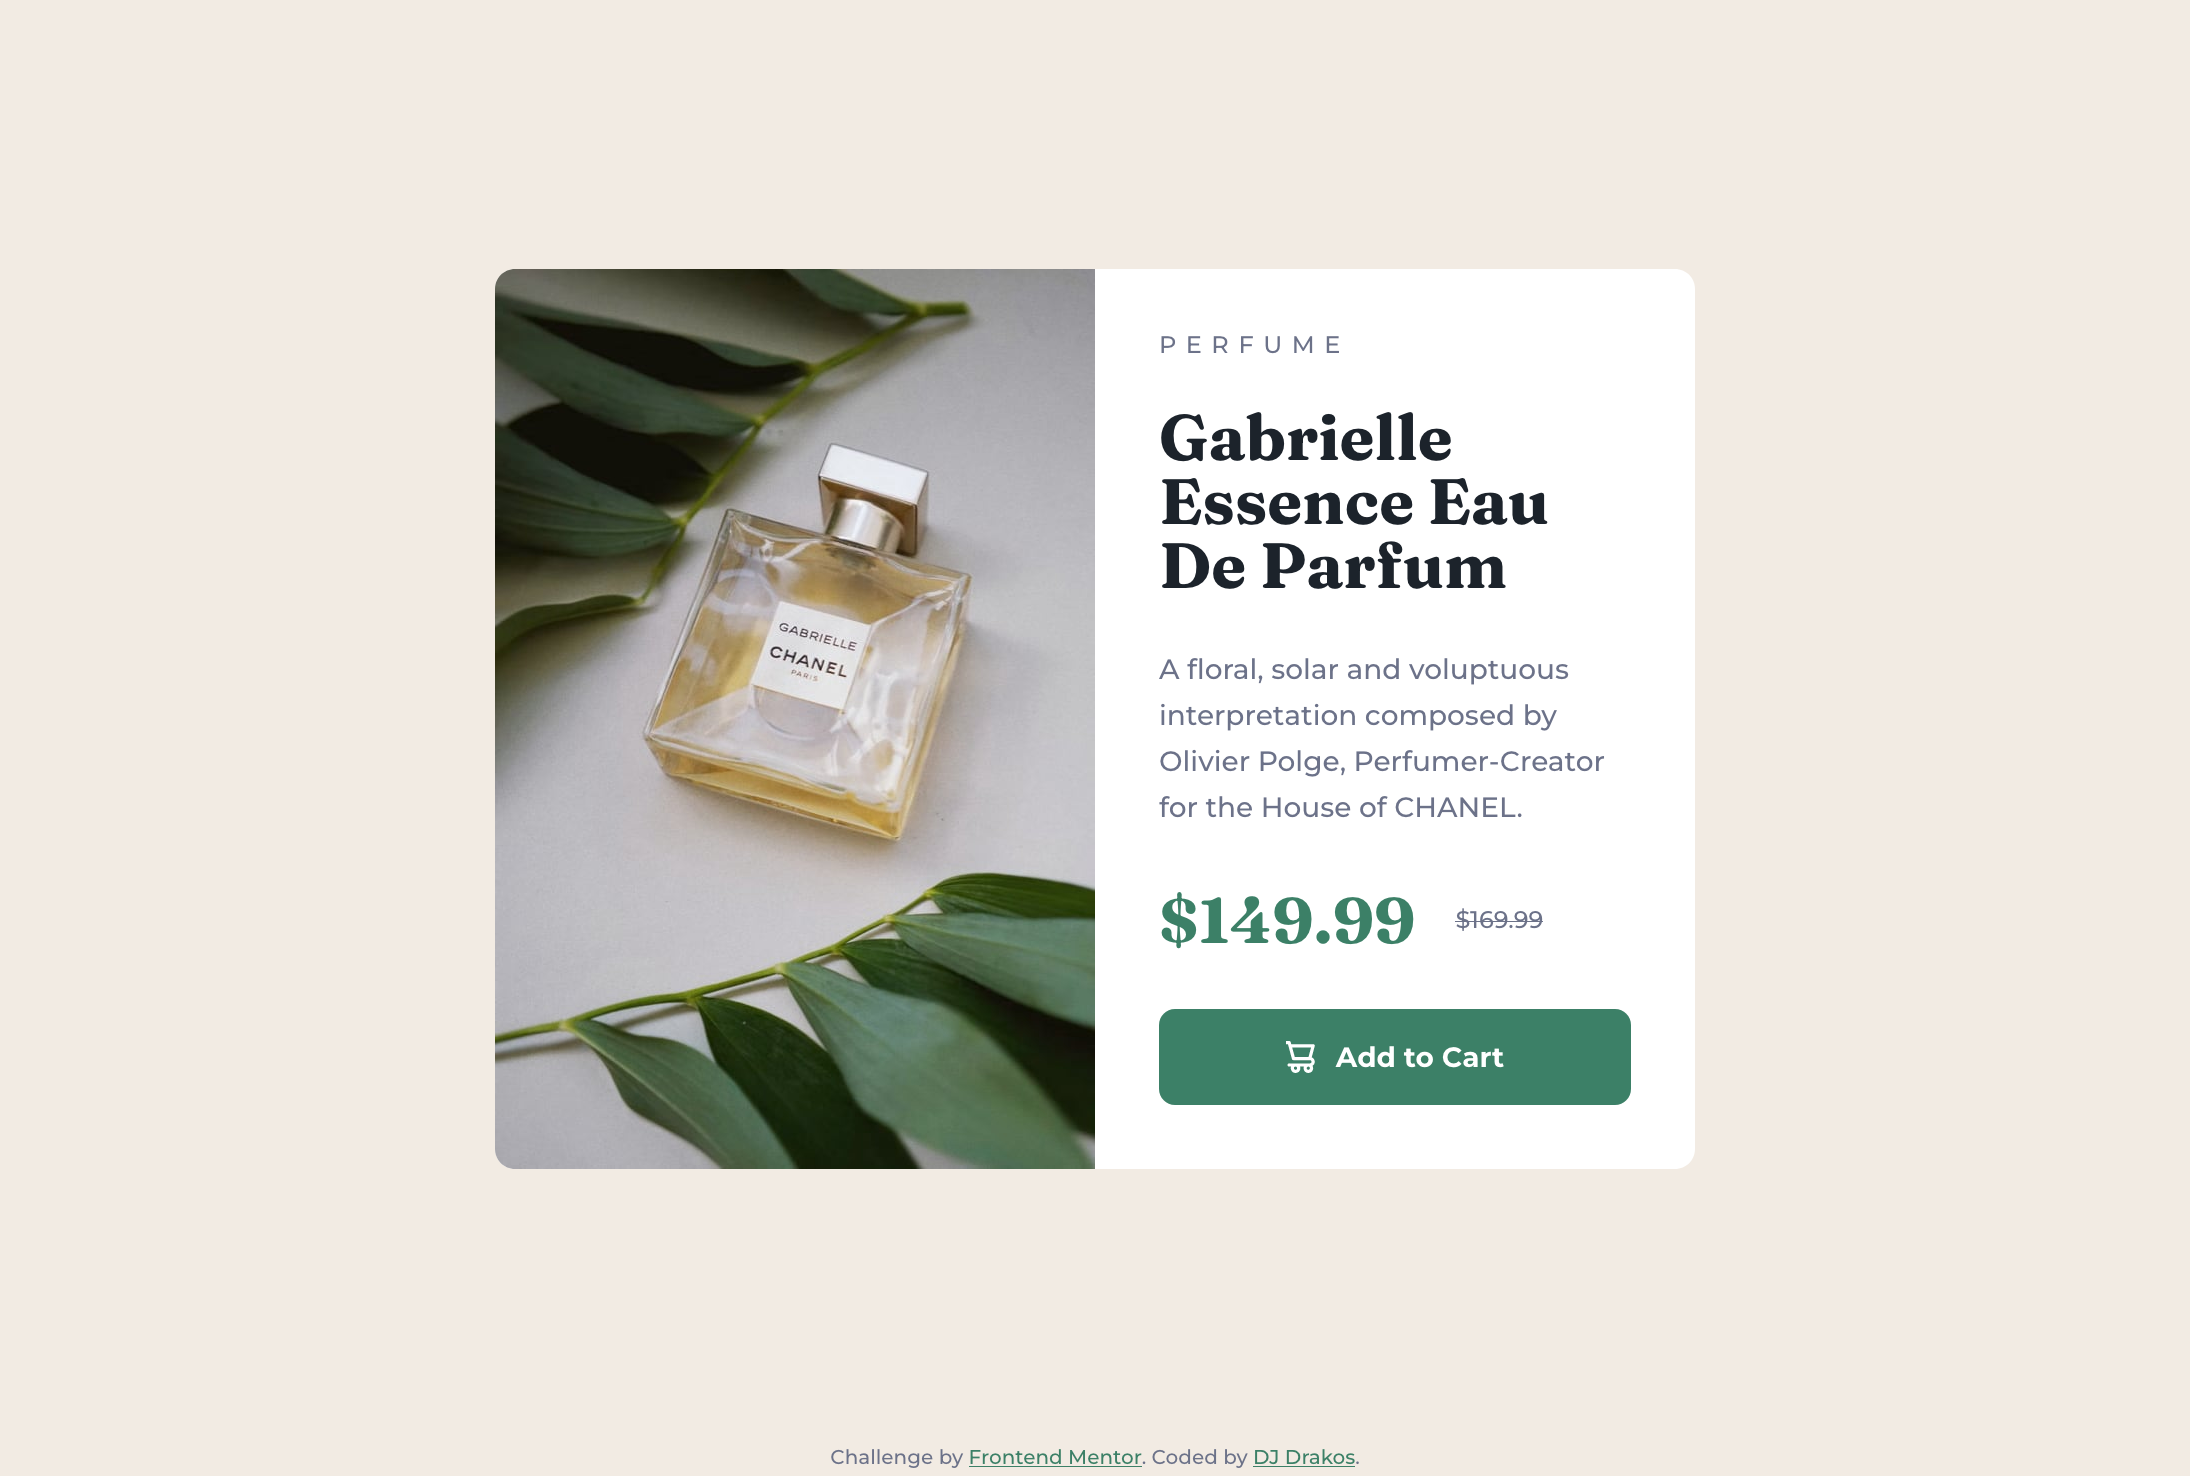 GABRIELLE
CHANEL
PARIS
PERFUME
Gabrielle
Essence Eau
De Parfum
A floral, solar and voluptuous
interpretation composed by
Olivier Polge, Perfumer-Creator
for the House of CHANEL.
$149.99 $169.99
Add to Cart
Challenge by Frontend Mentor. Coded by DJ Drakos.